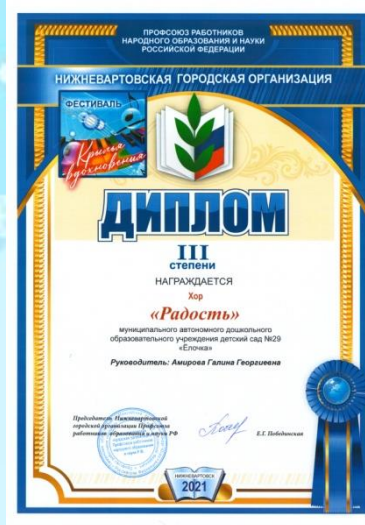 ПРОФСОЮЗ РАБОТНИКОВ
НАРОДНОГО ОБРАЗОВАНИЯ И НАУКИ
РОССИЙСКОЙ ФЕДЕРАЦИИ
НИЖНЕВАРТОВСКАЯ ГОРОДСКАЯ ОРГАНИЗАЦИЯ
ФЕСТИВАЛЬ
Крылья
вдохновения
ДИПЛОМ
III
степени
НАГРАЖДАЕТСЯ
Хор
«Радость»
муниципального автономного дошкольного
образовательного учреждения детский сад №29
«Ёлочка»
Руководитель: Амирова Галина Георгиевна
Председатель Нижневартовской
городской организации Профсоюза
работников образования и науки РФ
Е.Г. Побединская
НИЖНЕВАРТОВСК
2021